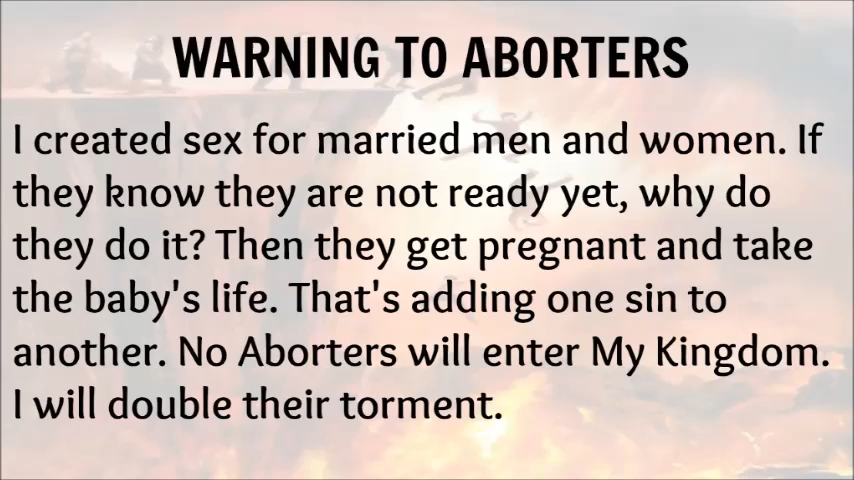 WARNING TO ABORTERS
I created sex for married men and women. If
they know they are not ready yet, why do
they do it? Then they get pregnant and take
the baby's life. That's adding one sin to
another. No Aborters will enter My Kingdom.
I will double their torment.